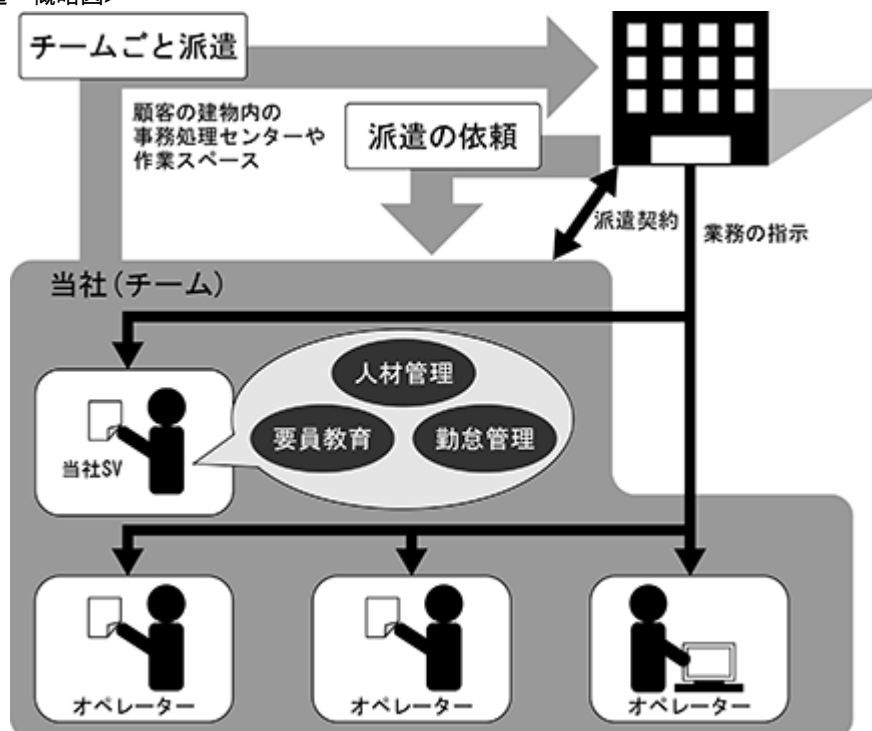 チームごと派遣
顧客の建物内の
事務処理センターや
作業スペース
派遣の依頼
派遣契約
業務の指示
当社(チーム)
人材管理
要員教育
勤怠管理
当社SV
オペレーター
オペレーター
オペレーター